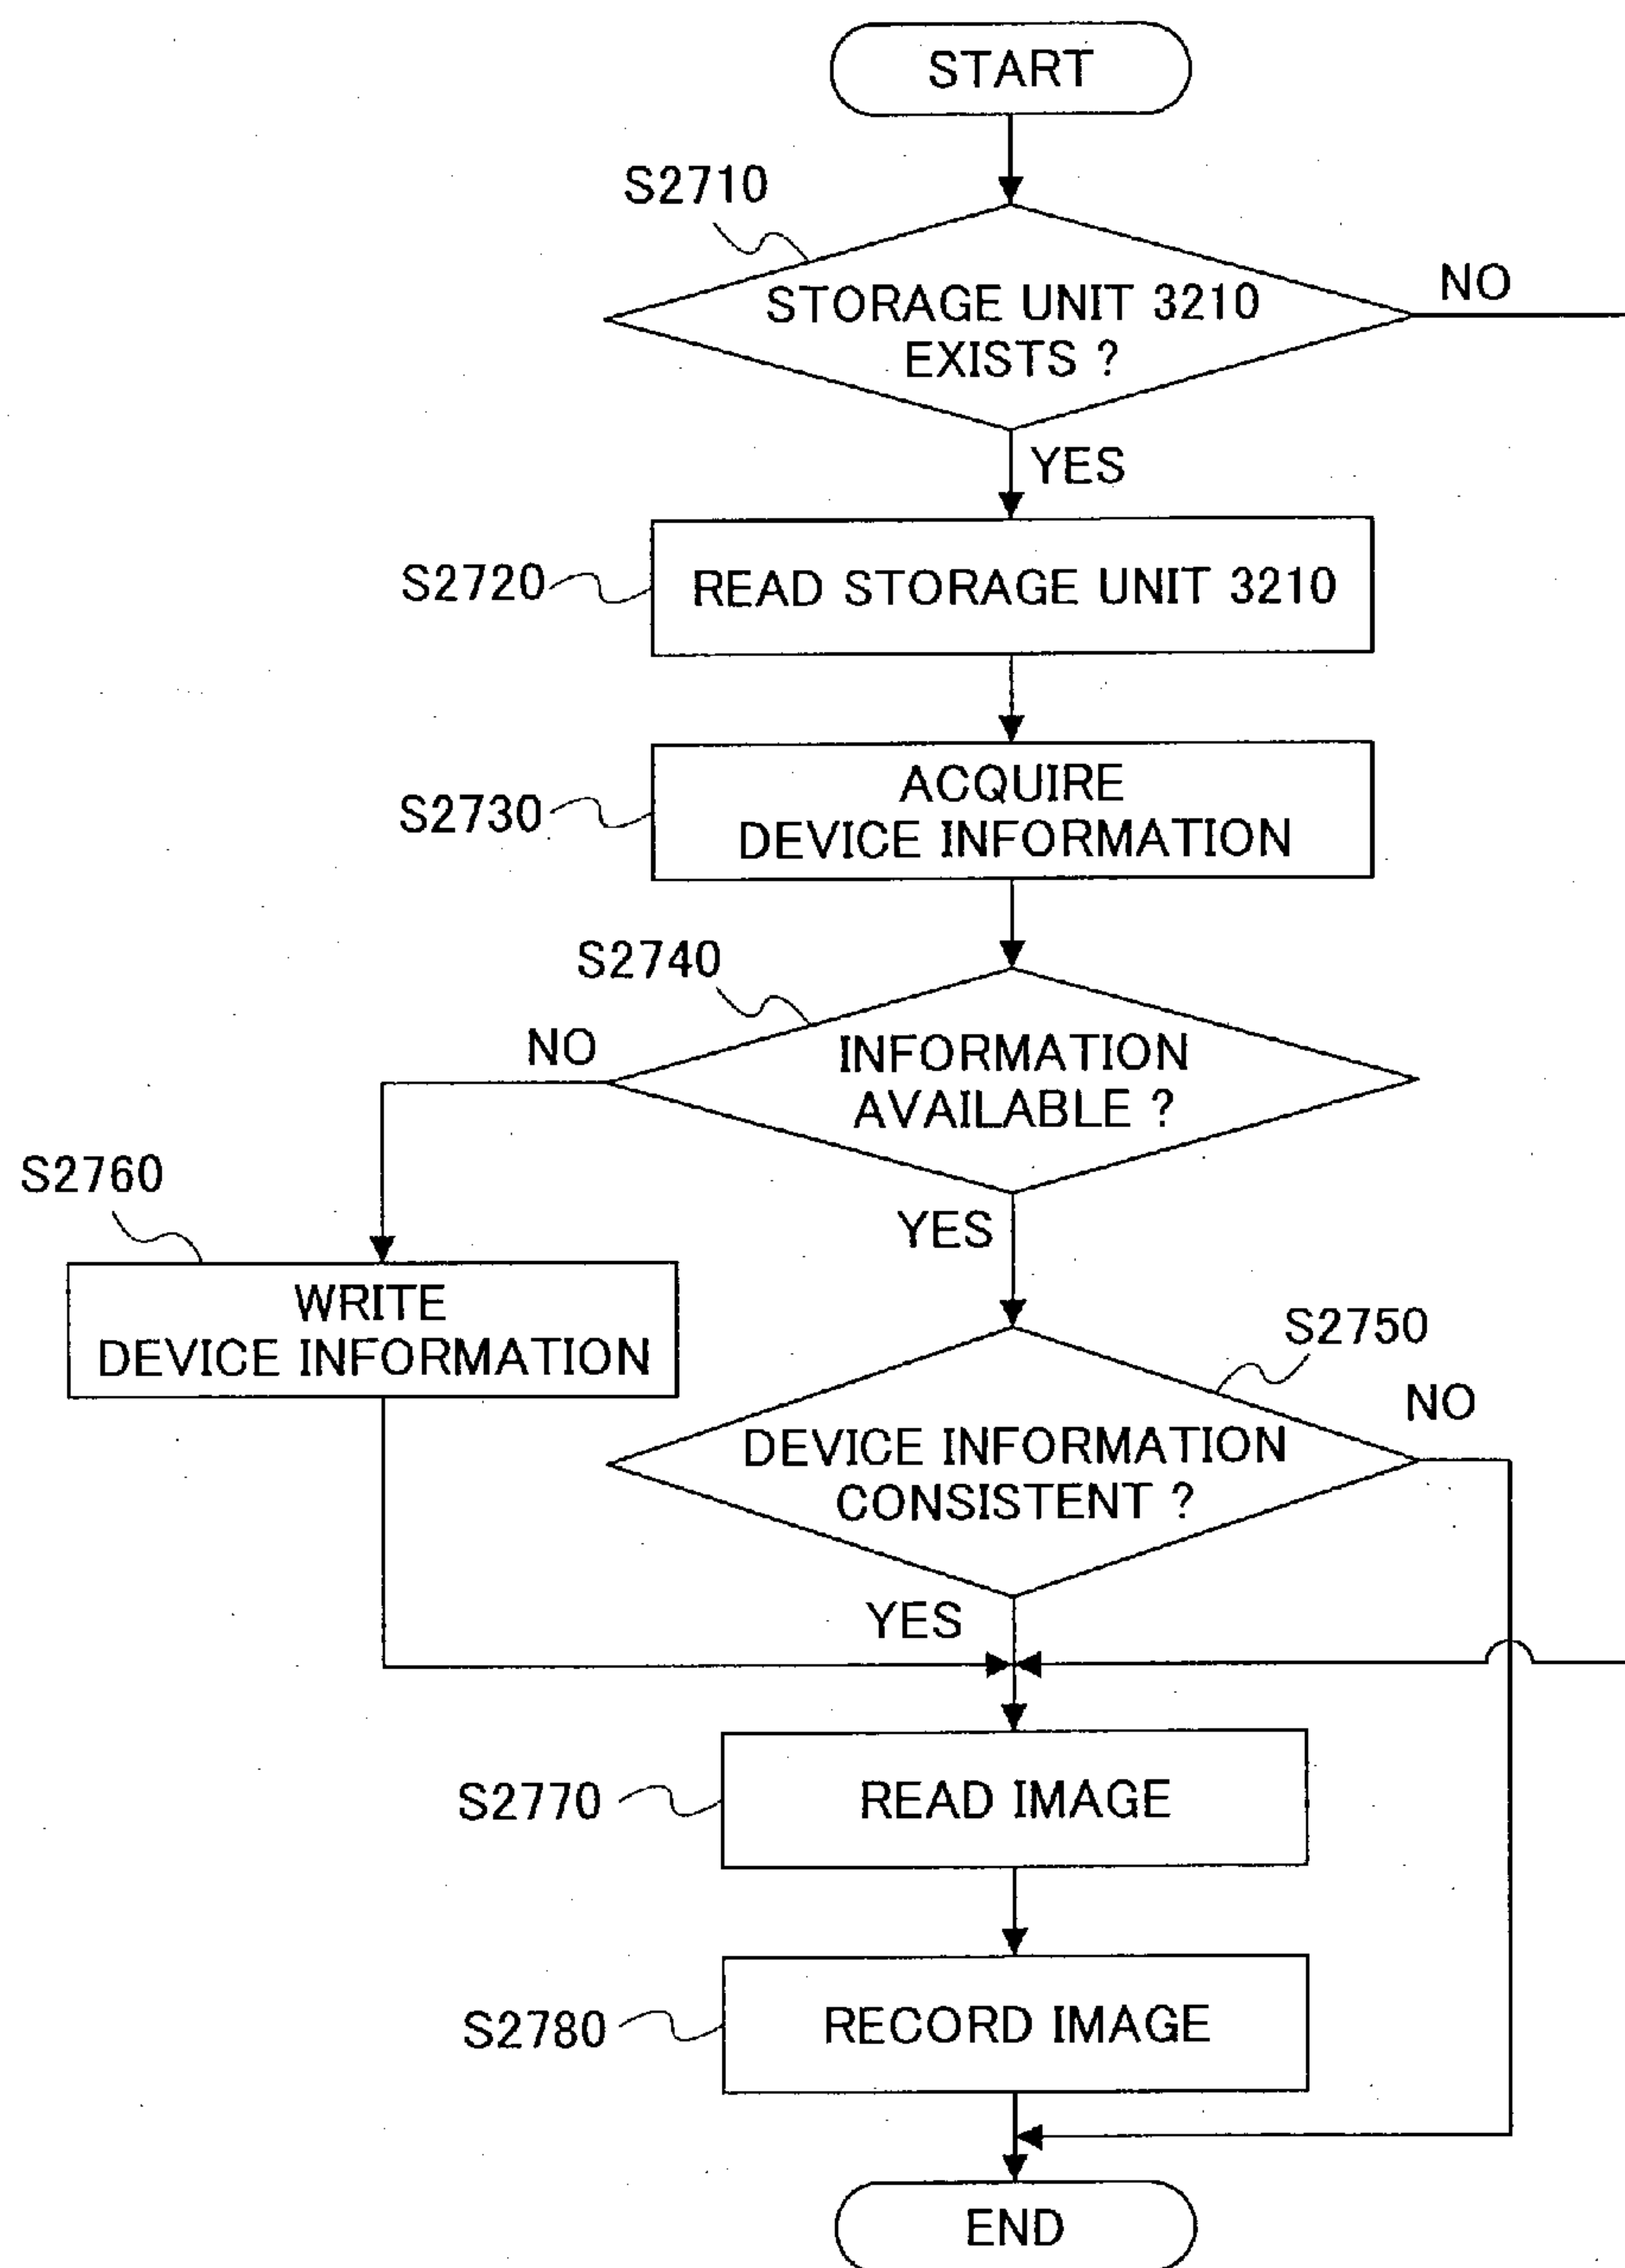 START
S2710
STORAGE UNIT 3210
EXISTS ?
NO
YES
S2720
READ STORAGE UNIT 3210
S2730
ACQUIRE
DEVICE INFORMATION
S2740
NO
INFORMATION
AVAILABLE ?
S2760
YES
WRITE
DEVICE INFORMATION
S2750
NO
DEVICE INFORMATION
CONSISTENT ?
YES
S2770
READ IMAGE
S2780
RECORD IMAGE
END